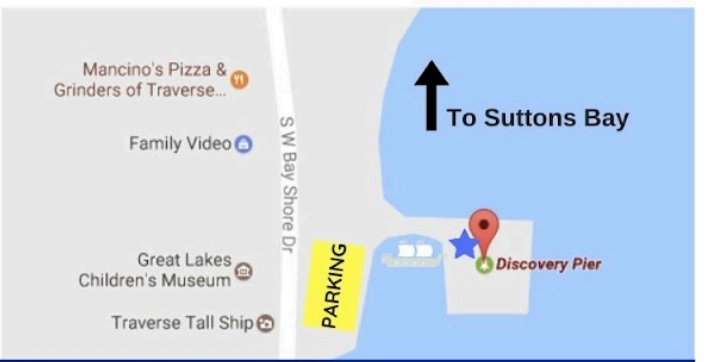 Mancino's Pizza &
Grinders of Traverse...
To Suttons Bay
Family Video
S W Bay Shore Dr
Great Lakes
Children's Museum
PARKING
Discovery Pier
Traverse Tall Ship